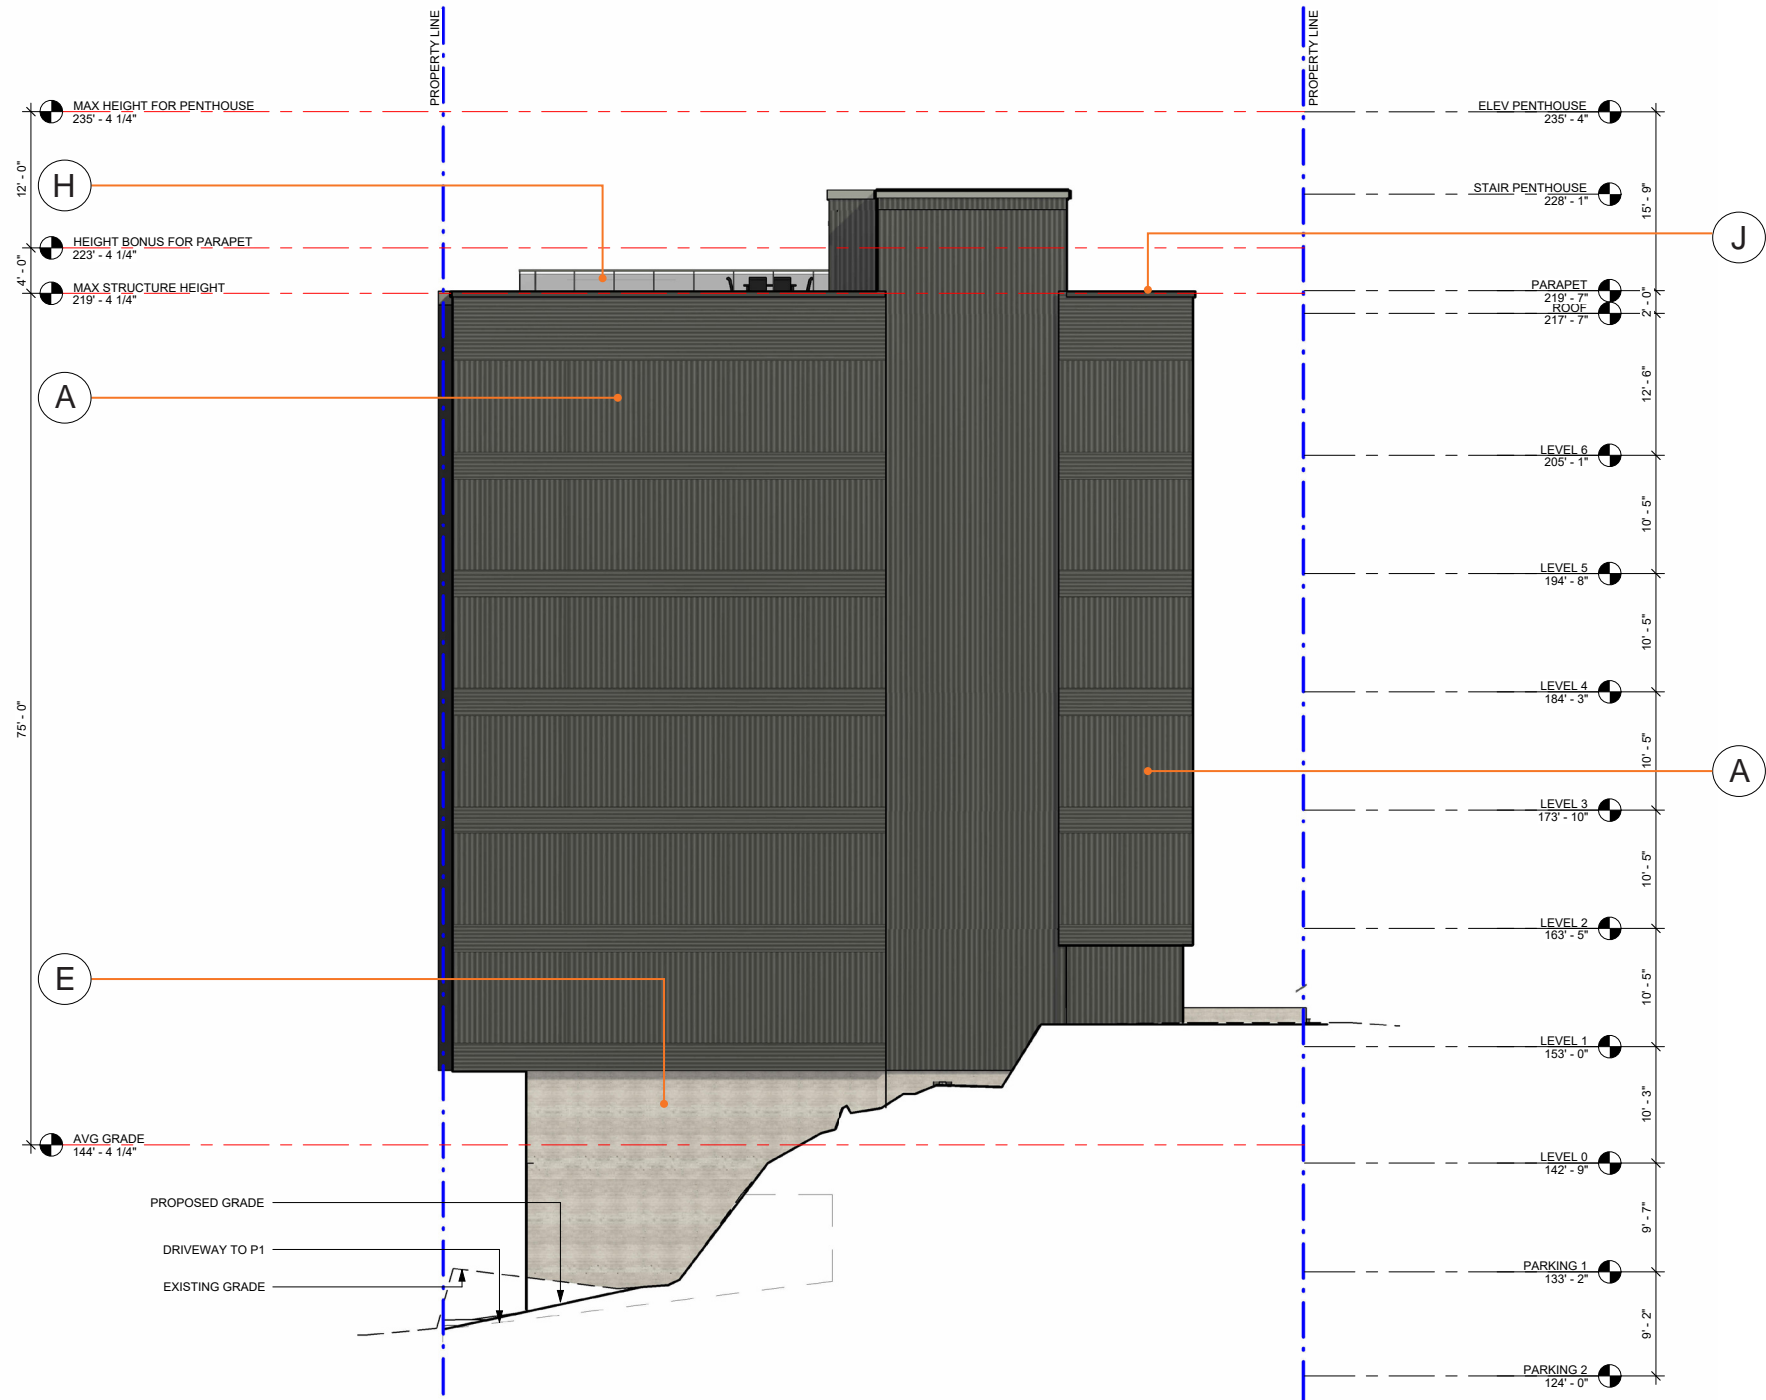 PROPERTY LINE
PROPERTY LINE
MAX HEIGHT FOR PENTHOUSE
235' - 4 1/4"
12' - 0"
H
HEIGHT BONUS FOR PARAPET
223' - 4 1/4"
4' - 0"
MAX STRUCTURE HEIGHT
219' - 4 1/4"
A
75' - 0"
E
AVG GRADE
144' - 4 1/4"
PROPOSED GRADE
DRIVEWAY TO P1
EXISTING GRADE
ELEV PENTHOUSE
235' - 4"
STAIR PENTHOUSE
228' - 1"
15' - 9"
J
PARAPET
219' - 7"
2' - 0"
ROOF
217' - 7"
12' - 6"
LEVEL 6
205' - 1"
10' - 5"
LEVEL 5
194' - 8"
10' - 5"
LEVEL 4
184' - 3"
10' - 5"
A
LEVEL 3
173' - 10"
10' - 5"
LEVEL 2
163' - 5"
10' - 5"
LEVEL 1
153' - 0"
10' - 3"
LEVEL 0
142' - 9"
9' - 7"
PARKING 1
133' - 2"
9' - 2"
PARKING 2
124' - 0"